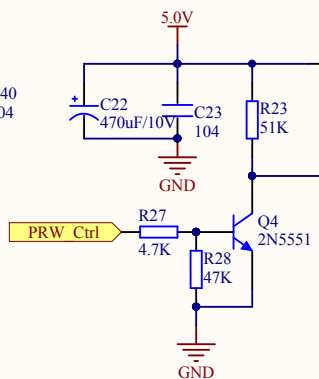 5.0V
40
04
C22
470uF/10V
C23
104
R23
51K
GND
PRW_Ctrl
R27
4.7K
R28
47K
Q4
2N5551
GND